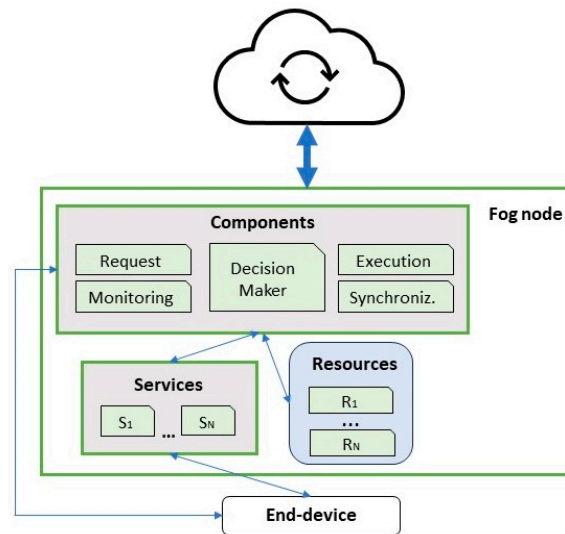 Fog node
Components
Request
Monitoring
Decision
Maker
Execution
Synchroniz.
Services
S1
...
SN
Resources
R1
...
RN
End-device